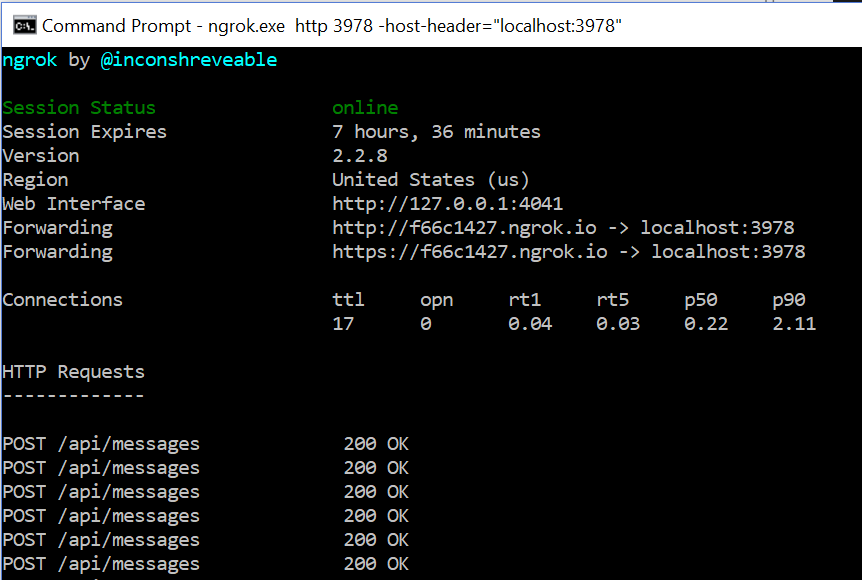 Command Prompt - ngrok.exe  http 3978 -host-header="localhost:3978"
ngrok by @inconshreveable
Session Status online
Session Expires 7 hours, 36 minutes
Version 2.2.8
Region United States (us)
Web Interface http://127.0.0.1:4041
Forwarding http://f66c1427.ngrok.io -> localhost:3978
Forwarding https://f66c1427.ngrok.io -> localhost:3978
Connections ttl opn rt1 rt5 p50 p90
17 0 0.04 0.03 0.22 2.11
HTTP Requests
-------------
POST /api/messages 200 OK
POST /api/messages 200 OK
POST /api/messages 200 OK
POST /api/messages 200 OK
POST /api/messages 200 OK
POST /api/messages 200 OK